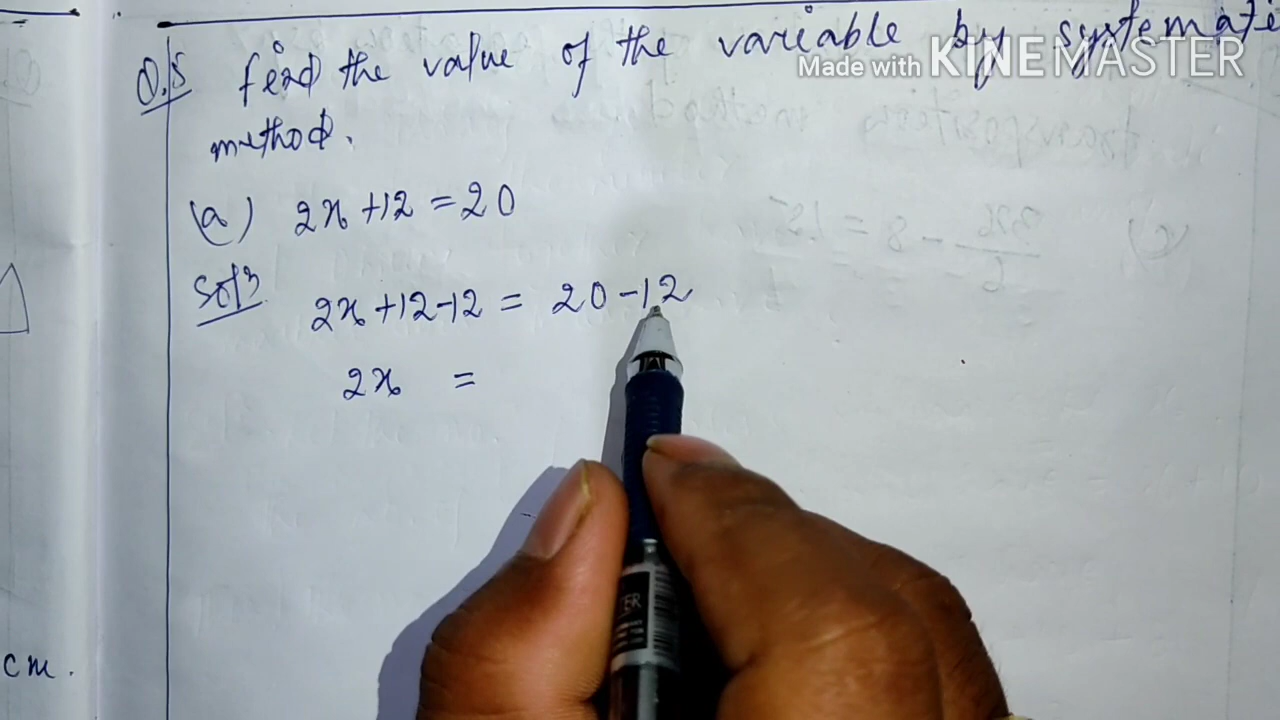 Q.5 find the value of the variable by systemati
method.
Made with KINEMASTER
(a) 2x + 12 = 20
Sol?
2x + 12 - 12 = 20 - 12
2x =
cm.